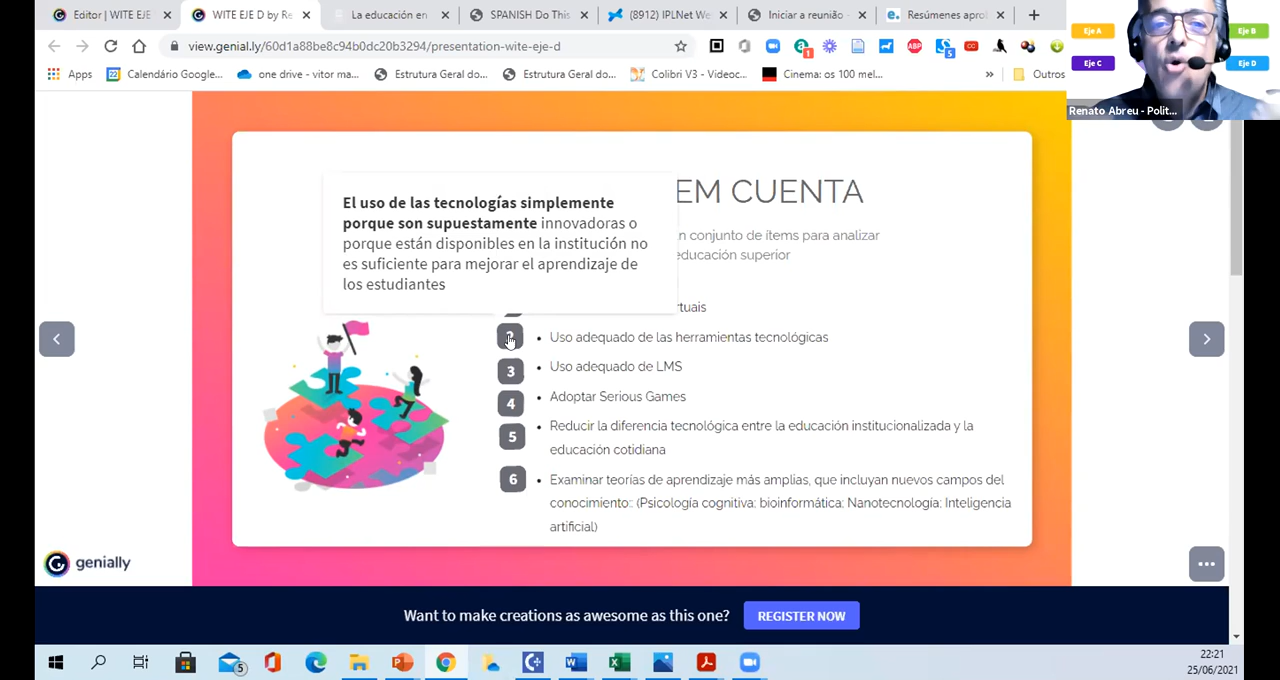 Editor | WITE EJE
WITE EJE D by Re
La educación en
SPANISH Do This
(8912) IPLNet We
Iniciar a reunião -
Resúmenes apro
view.genial.ly/60d1a88be8c94b0dc20b3294/presentation-wite-eje-d
Apps
Calendário Google...
one drive - vitor ma...
Estrutura Geral do...
Estrutura Geral do...
Colibri V3 - Videoc...
Cinema: os 100 mel...
»
Outros
Eje A
Eje B
Eje C
Eje D
Renato Abreu - Polit...
EM CUENTA
n conjunto de ítems para analizar
educación superior
El uso de las tecnologías simplemente
porque son supuestamente innovadoras o
porque están disponibles en la institución no
es suficiente para mejorar el aprendizaje de
los estudiantes
rtuales
• Uso adequado de las herramientas tecnológicas
3 • Uso adequado de LMS
4 • Adoptar Serious Games
5 • Reducir la diferencia tecnológica entre la educación institucionalizada y la
educación cotidiana
6 • Examinar teorías de aprendizaje más amplias, que incluyan nuevos campos del
conocimiento:: (Psicología cognitiva; bioinformática; Nanotecnología; Inteligencia
artificial)
genially
Want to make creations as awesome as this one?
REGISTER NOW
5
22:21
25/06/2021